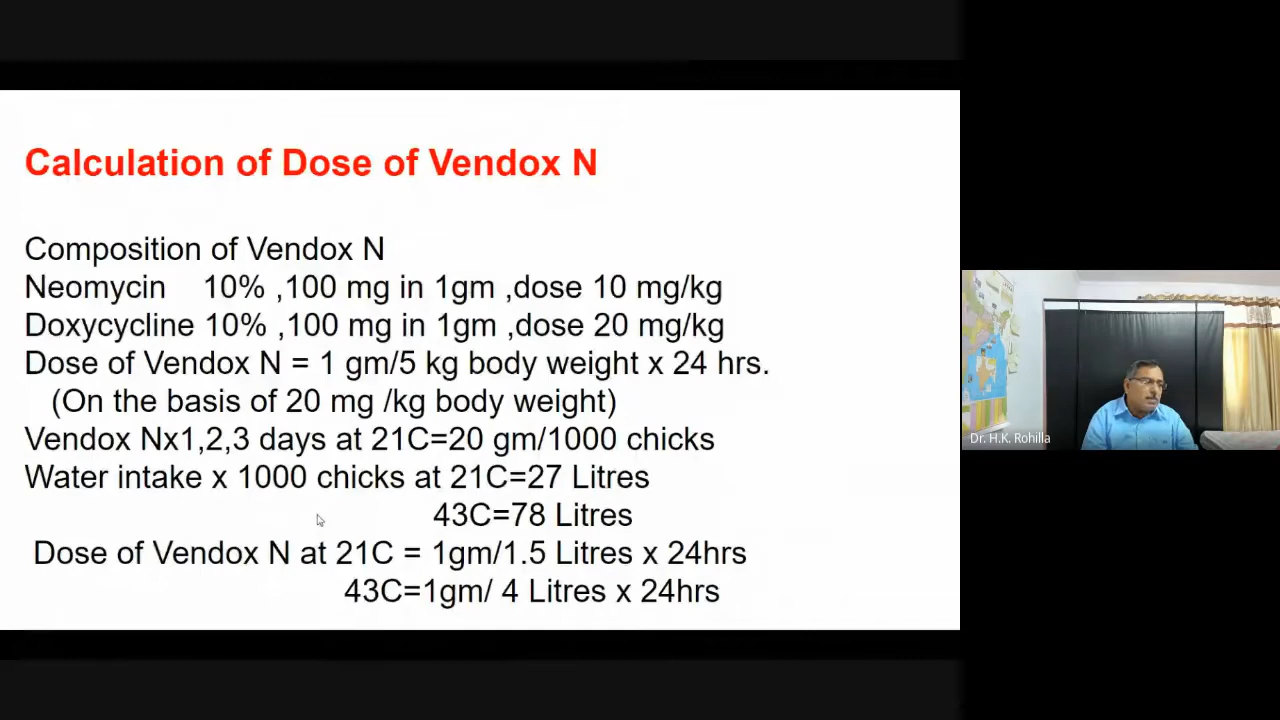 Calculation of Dose of Vendox N
Composition of Vendox N
Neomycin 10% ,100 mg in 1gm ,dose 10 mg/kg
Doxycycline 10% ,100 mg in 1gm ,dose 20 mg/kg
Dose of Vendox N = 1 gm/5 kg body weight x 24 hrs.
(On the basis of 20 mg /kg body weight)
Vendox Nx1,2,3 days at 21C=20 gm/1000 chicks
Water intake x 1000 chicks at 21C=27 Litres
43C=78 Litres
Dose of Vendox N at 21C = 1gm/1.5 Litres x 24hrs
43C=1gm/ 4 Litres x 24hrs
Dr. H.K. Rohilla